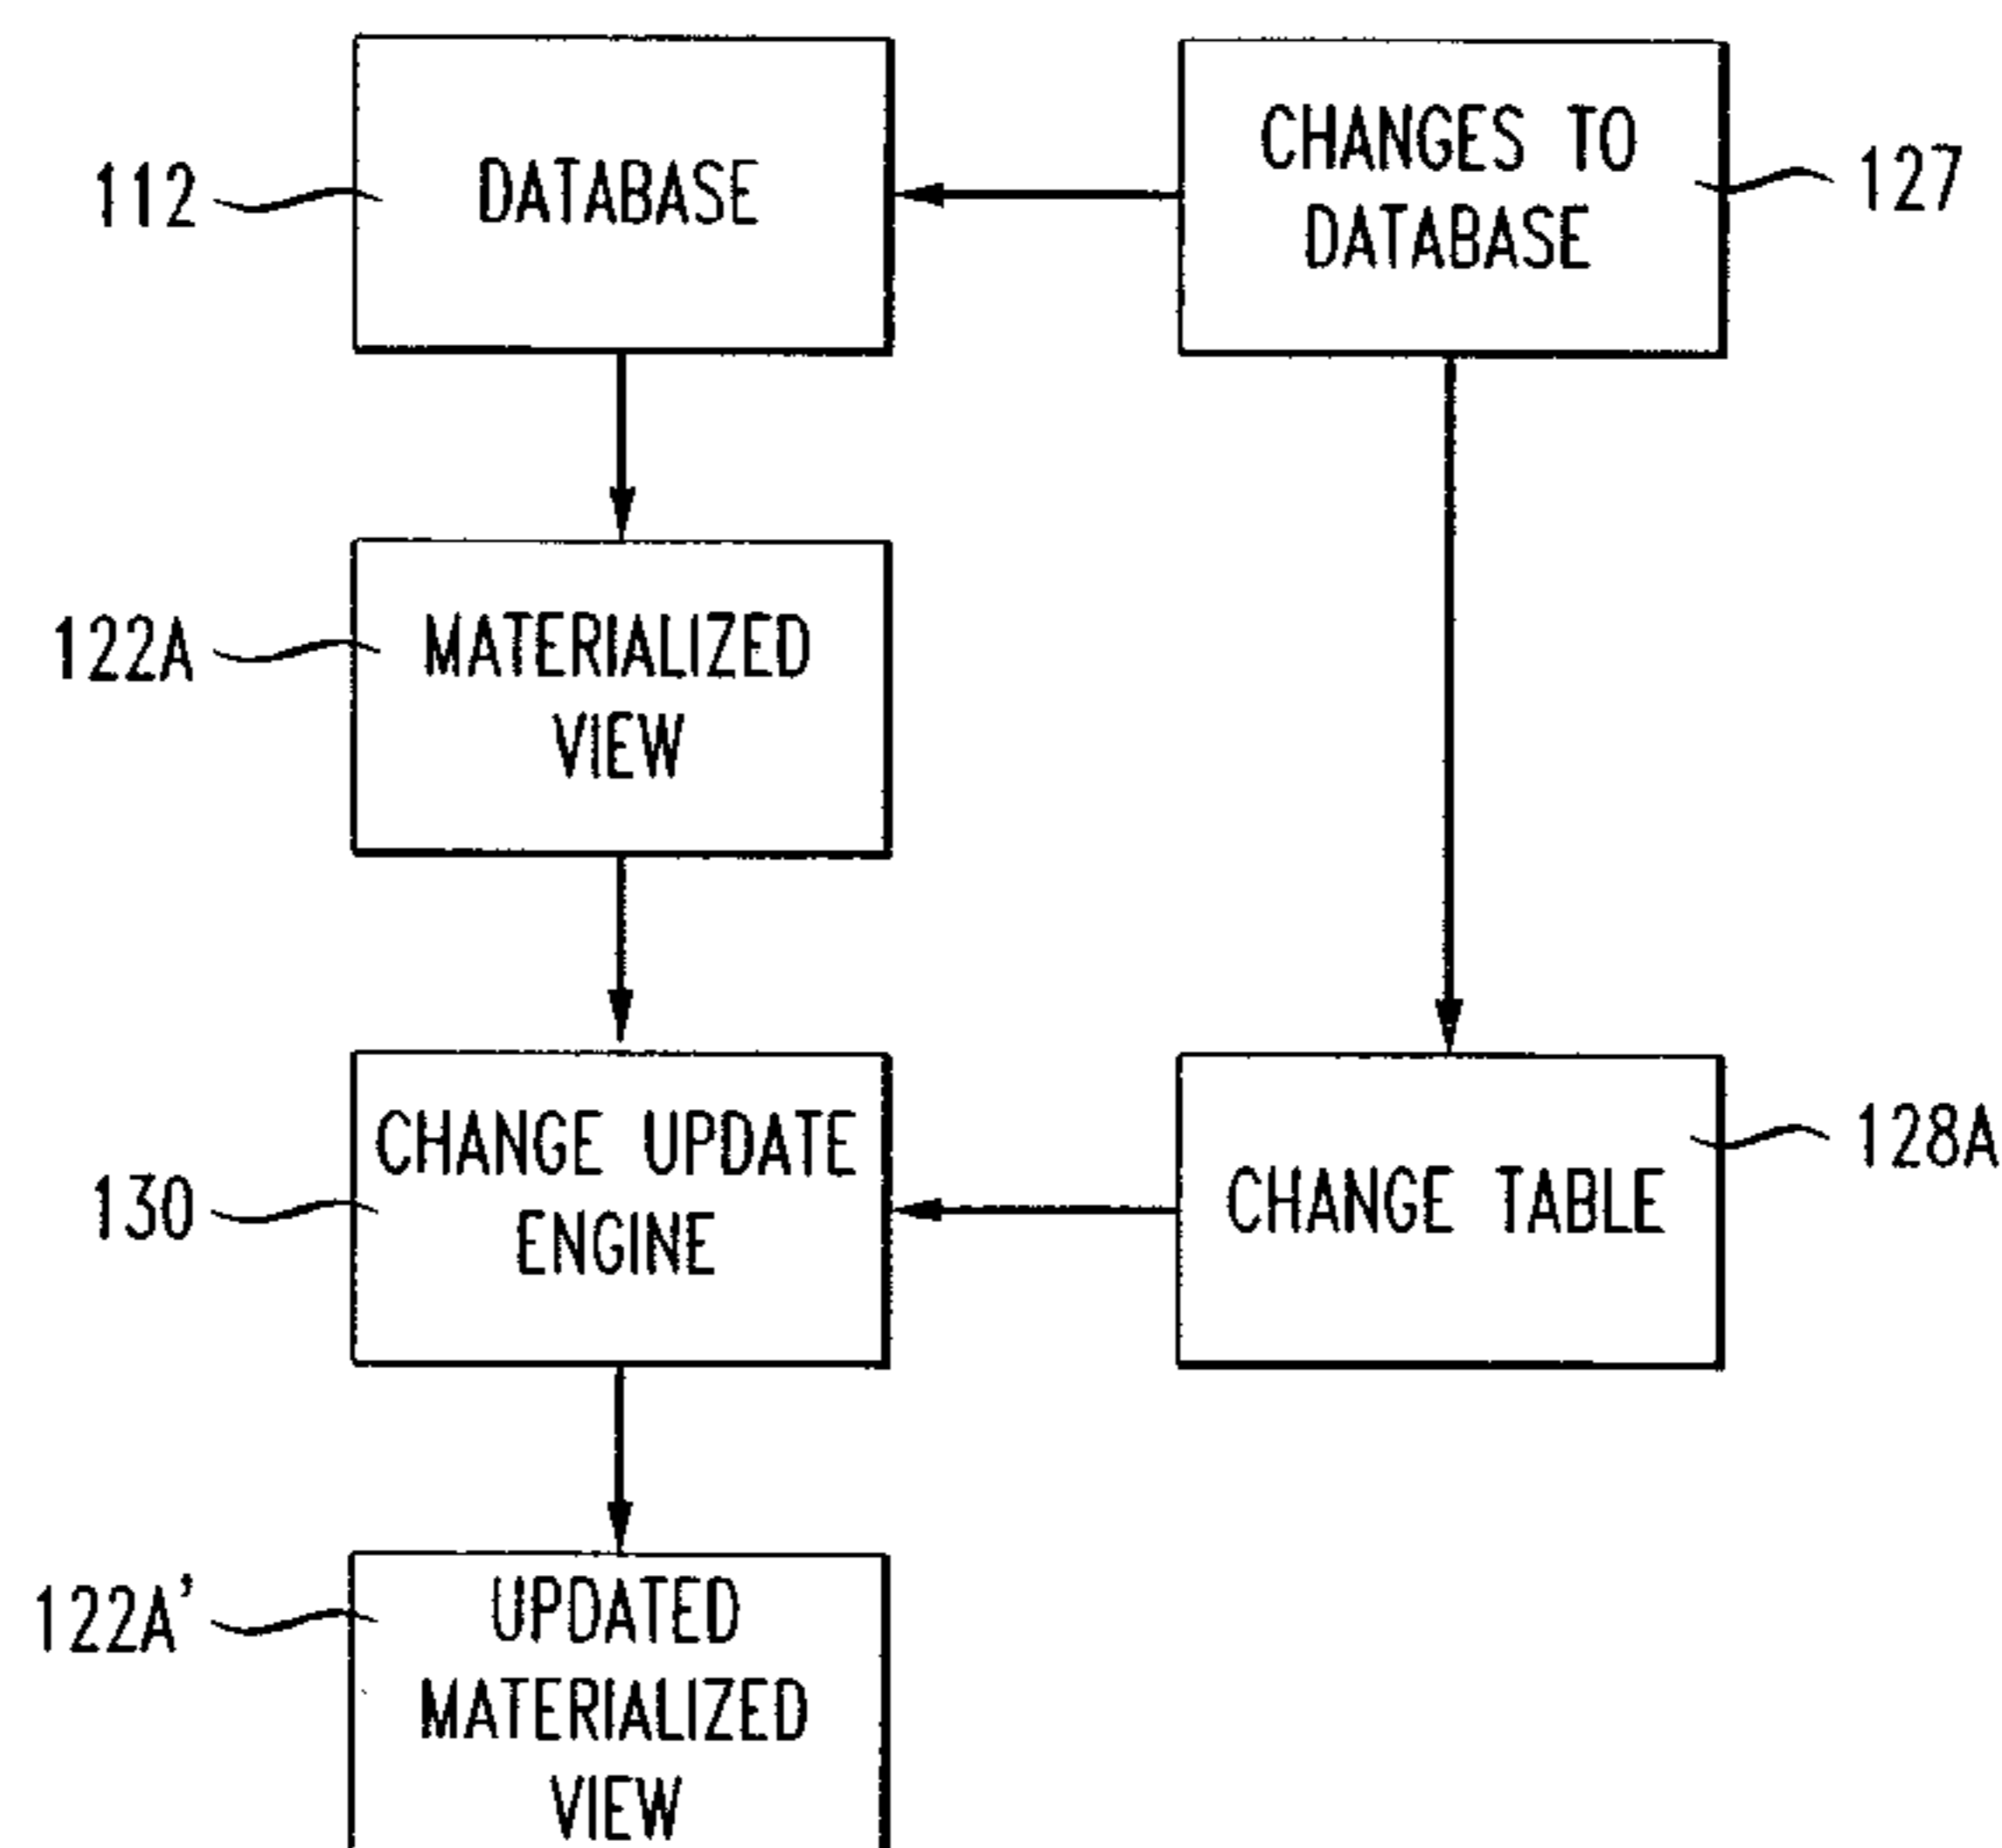 112
DATABASE
CHANGES TO
DATABASE
127
122A
MATERIALIZED
VIEW
130
CHANGE UPDATE
ENGINE
CHANGE TABLE
128A
122A'
UPDATED
MATERIALIZED
VIEW